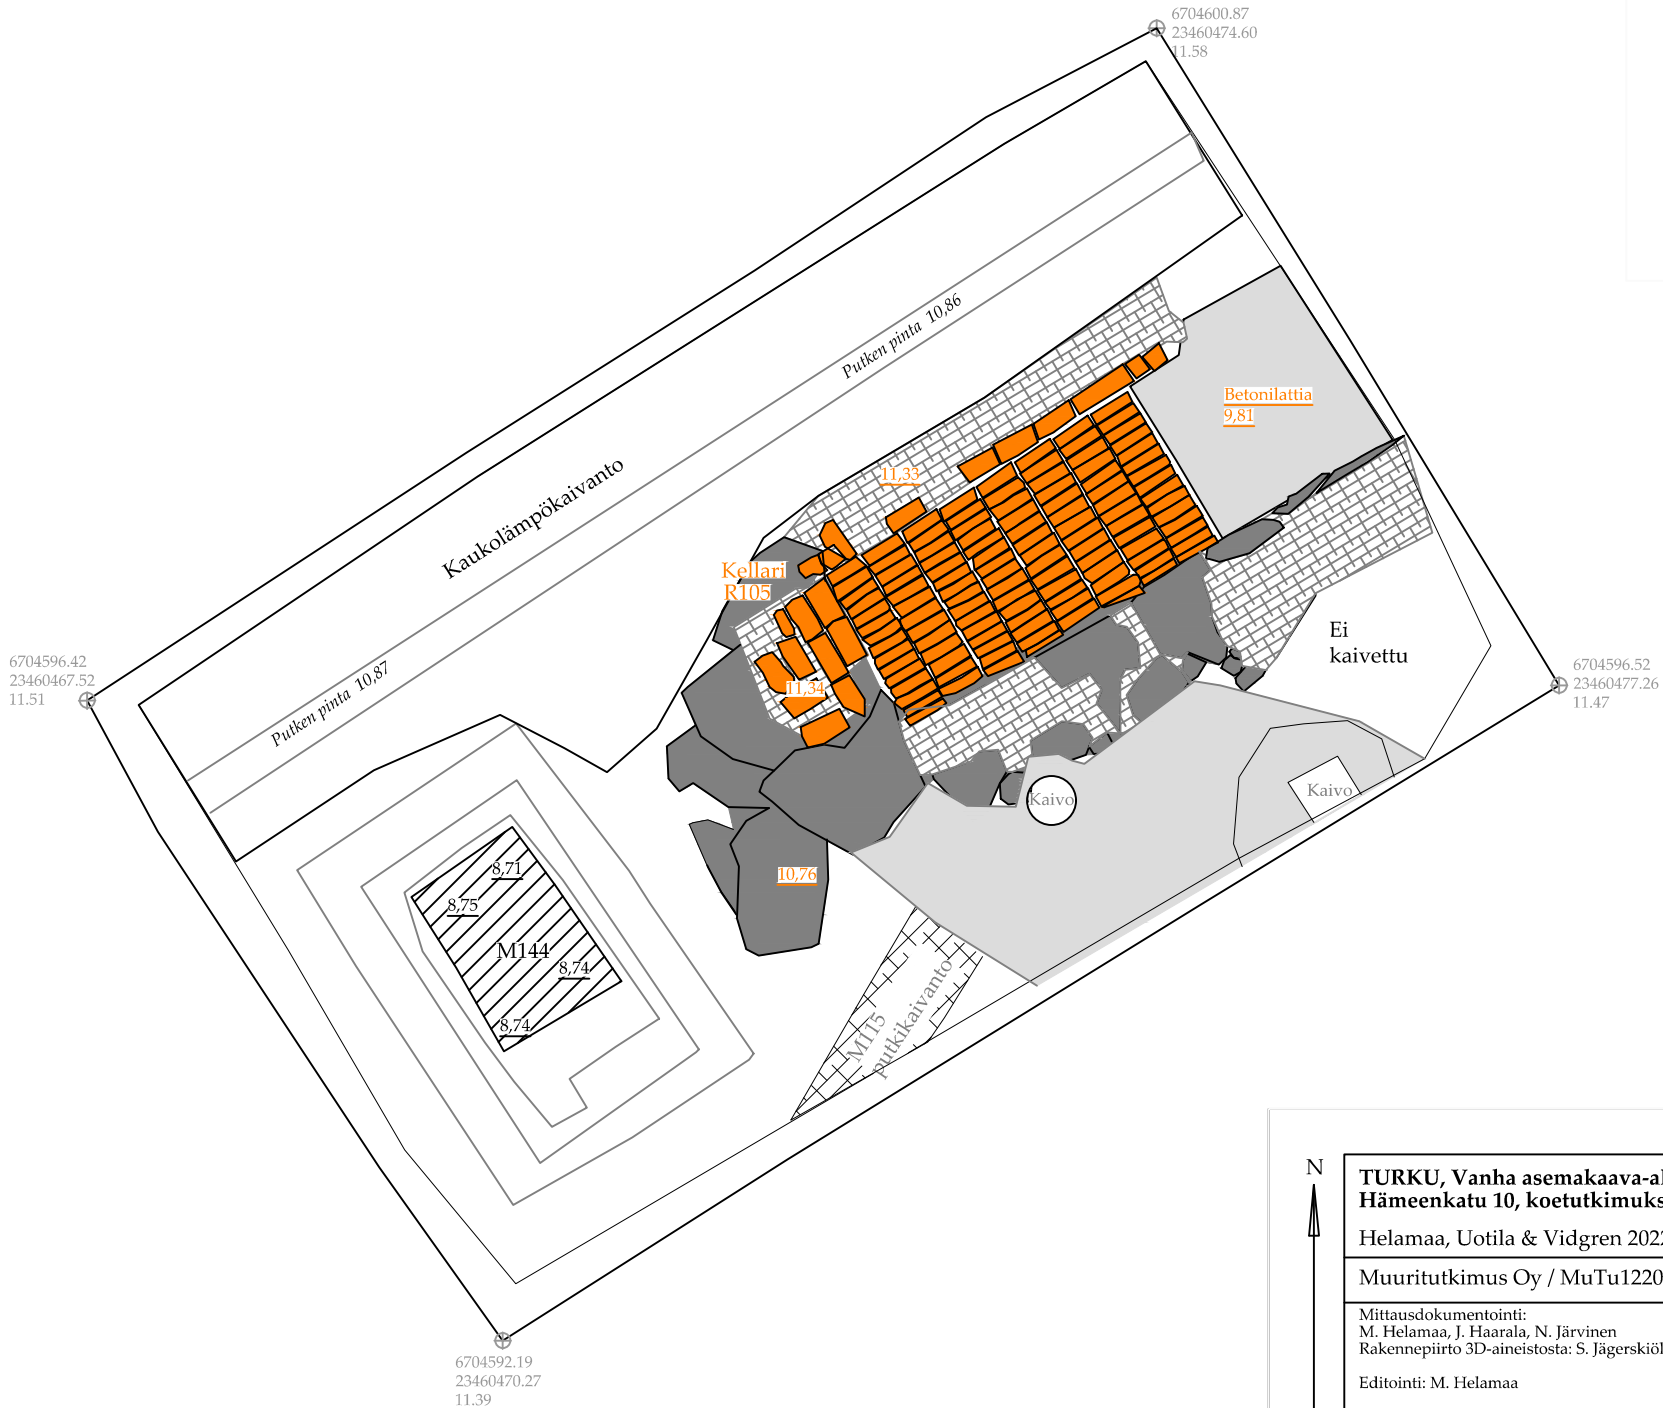 6704600.87
23460474.60
11.58
Putken pinta 10,86
Betonilattia
9,81
Kaukolämpökaivanto
11,33
Kellari
R105
Ei
kaivettu
6704596.42
23460467.52
11.51
6704596.52
23460477.26
11.47
Putken pinta 10,87
11,34
Kaivo
Kaivo
10,76
8,71
8,75
M144
8,74
8,74
M115
putkikaivanto
N
TURKU, Vanha asemakaava-al
Hämeenkatu 10, koetutkimuks
Helamaa, Uotila & Vidgren 2022
Muuritutkimus Oy / MuTu1220
Mittausdokumentointi:
M. Helamaa, J. Haarala, N. Järvinen
Rakennepiirto 3D-aineistosta: S. Jägerskiöl
Editointi: M. Helamaa
6704592.19
23460470.27
11.39